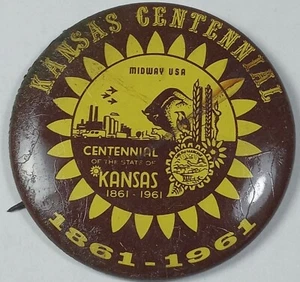 KANSAS CENTENNIAL
MIDWAY USA
CENTENNIAL
OF THE STATE OF
KANSAS
1861 - 1961
1861-1961